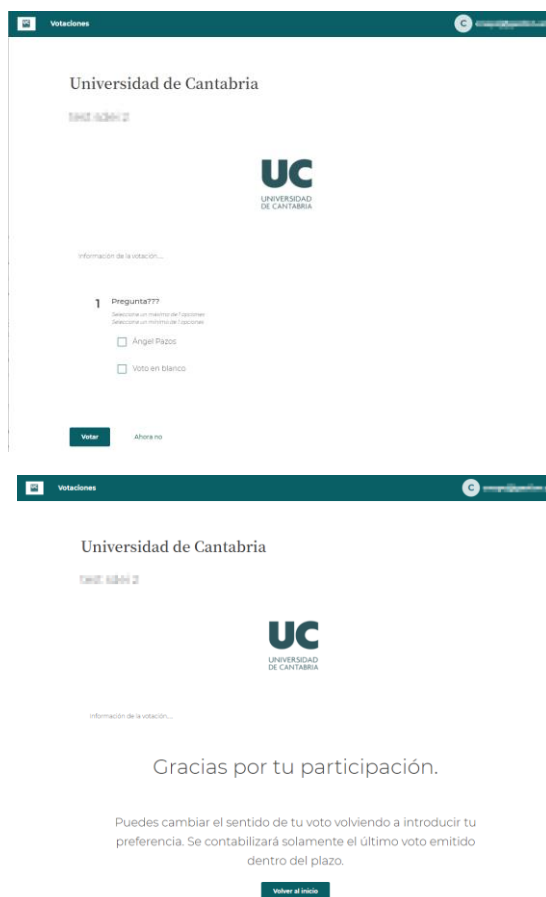 Votaciones
C
Universidad de Cantabria
UC
UNIVERSIDAD
DE CANTABRIA
Información de la votación...
1 Pregunta???
Seleccione un máximo de 1 opciones
Seleccione un mínimo de 1 opciones
Ángel Pazos
Voto en blanco
Votar Ahora no
Votaciones
C
Universidad de Cantabria
UC
UNIVERSIDAD
DE CANTABRIA
Información de la votación...
Gracias por tu participación.
Puedes cambiar el sentido de tu voto volviendo a introducir tu
preferencia. Se contabilizará solamente el último voto emitido
dentro del plazo.
Volver al inicio